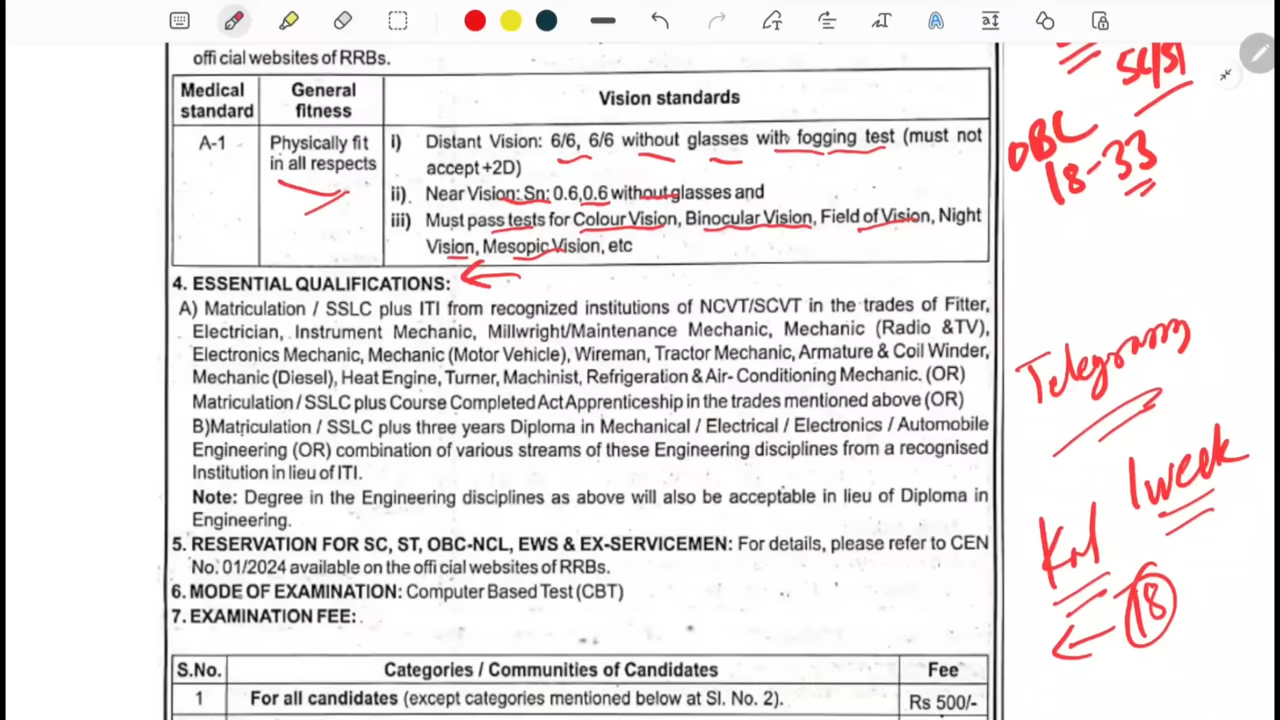 official websites of RRBs.
Medical standard
General fitness
Vision standards
A-1
Physically fit in all respects
i) Distant Vision: 6/6, 6/6 without glasses with fogging test (must not
accept +2D)
ii) Near Vision: Sn: 0.6,0.6 without glasses and
iii) Must pass tests for Colour Vision, Binocular Vision, Field of Vision, Night
Vision, Mesopic Vision, etc
4. ESSENTIAL QUALIFICATIONS:
A) Matriculation / SSLC plus ITI from recognized institutions of NCVT/SCVT in the trades of Fitter,
Electrician, Instrument Mechanic, Millwright/Maintenance Mechanic, Mechanic (Radio &TV),
Electronics Mechanic, Mechanic (Motor Vehicle), Wireman, Tractor Mechanic, Armature & Coil Winder,
Mechanic (Diesel), Heat Engine, Turner, Machinist, Refrigeration & Air- Conditioning Mechanic. (OR)
Matriculation / SSLC plus Course Completed Act Apprenticeship in the trades mentioned above (OR)
B)Matriculation / SSLC plus three years Diploma in Mechanical / Electrical / Electronics / Automobile
Engineering (OR) combination of various streams of these Engineering disciplines from a recognised
Institution in lieu of ITI.
Note: Degree in the Engineering disciplines as above will also be acceptable in lieu of Diploma in
Engineering.
5. RESERVATION FOR SC, ST, OBC-NCL, EWS & EX-SERVICEMEN: For details, please refer to CEN
No. 01/2024 available on the official websites of RRBs.
6. MODE OF EXAMINATION: Computer Based Test (CBT)
7. EXAMINATION FEE:
S.No. Categories / Communities of Candidates Fee
1 For all candidates (except categories mentioned below at Sl. No. 2). Rs 500/-
SC/ST
OBC
18-33
Telegram
1week
18